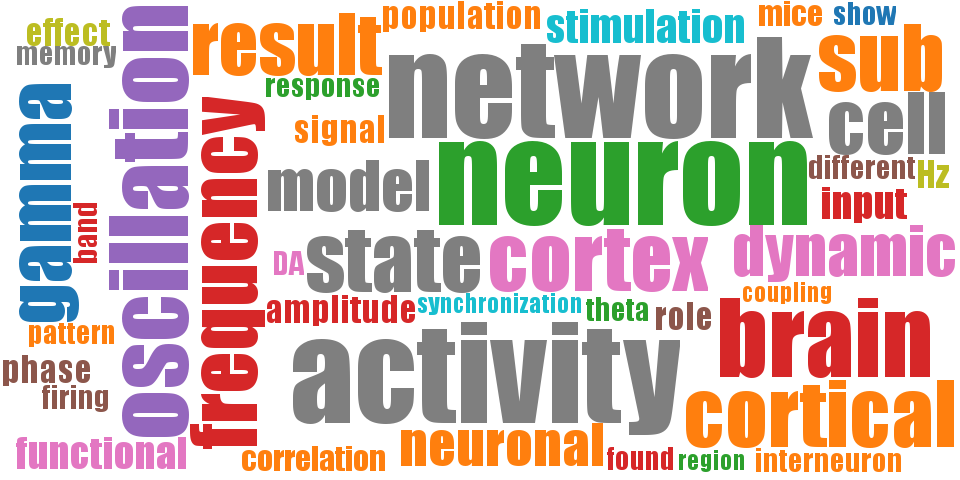 effect
memory
gamma
band
oscillation
result
frequency
population
stimulation
mice
show
response
signal
network
sub
cell
model
neuron
different
Hz
input
DA
state
cortex
dynamic
amplitude
synchronization
theta
role
coupling
pattern
phase
firing
activity
brain
cortical
functional
correlation
neuronal
found
region
interneuron